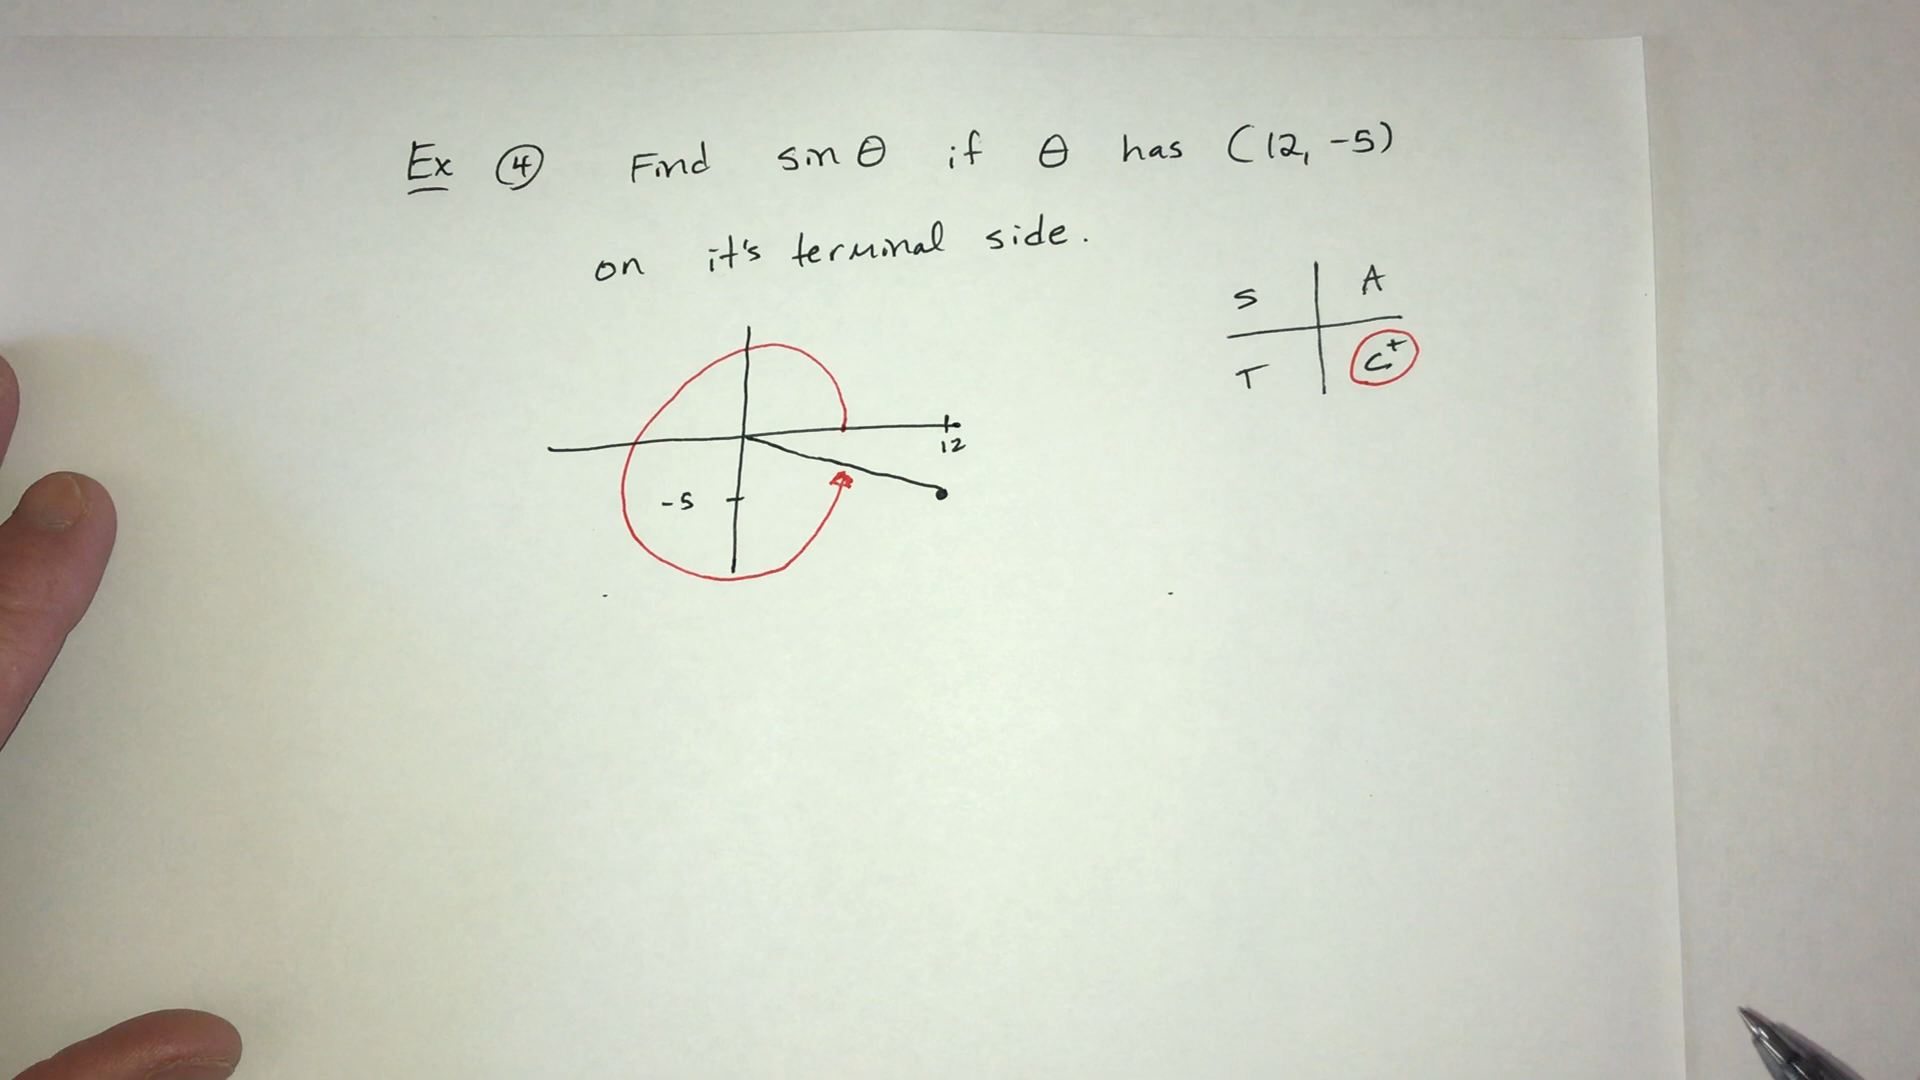 Ex ④ Find sin θ if θ has (12, -5)
on it's terminal side.
S A
T C+
12
-5